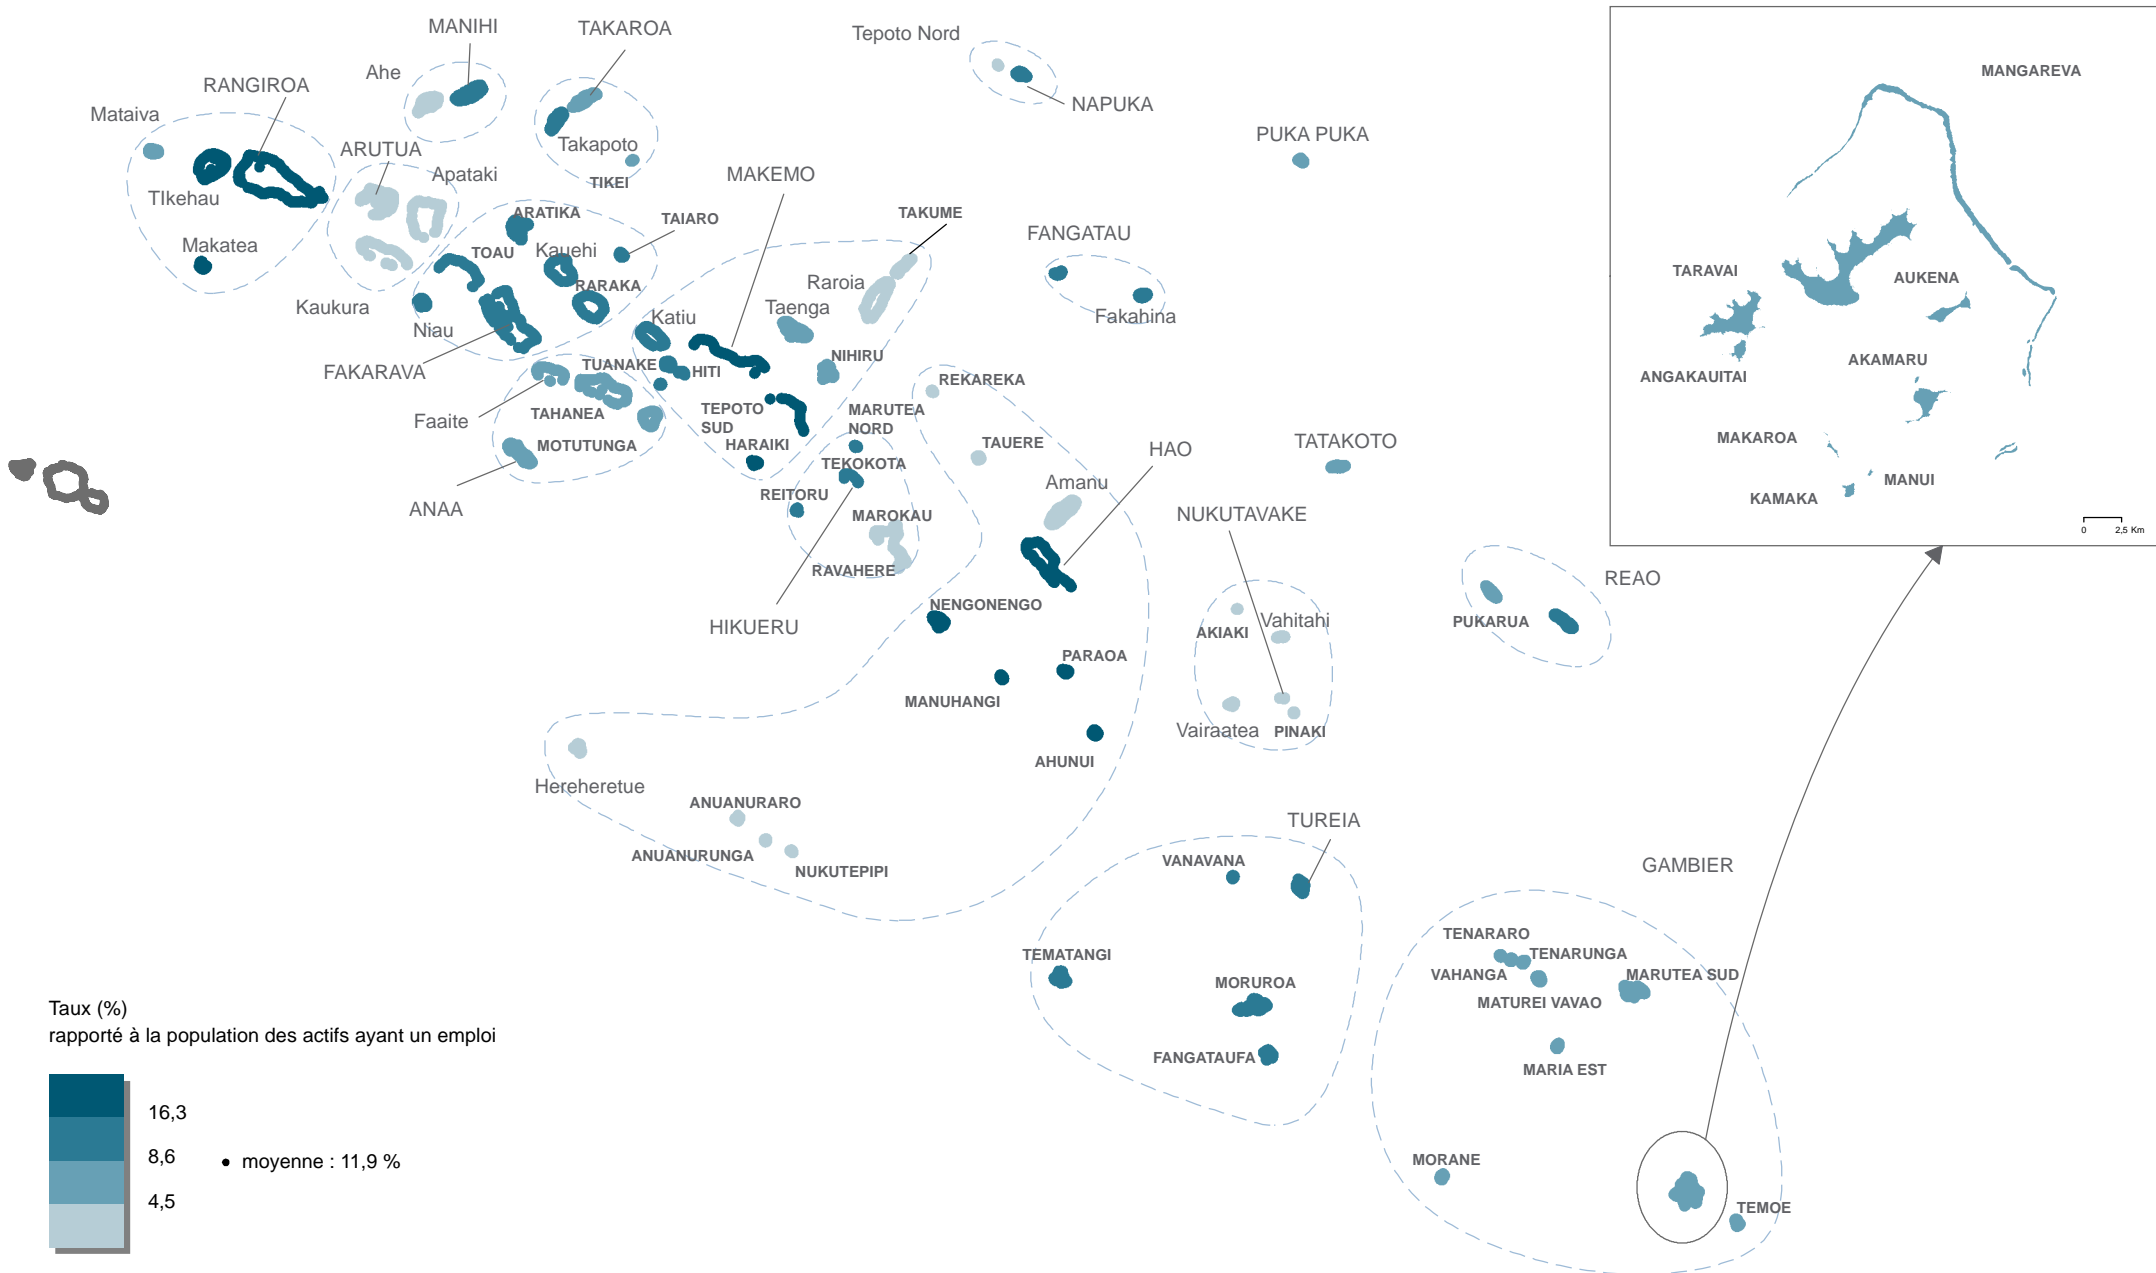 MANIHI
TAKAROA
Tepoto Nord
Ahe
RANGIROA
Mataiva
NAPUKA
MANGAREVA
ARUTUA
Takapoto
PUKA PUKA
Apataki
MAKEMO
TIKEI
TIkehau
ARATIKA
TAIARO
TAKUME
FANGATAU
Makatea
TOAU
Kauehi
TARAVAI
AUKENA
RARAKA
Raroia
Taenga
Kaukura
Niau
Katiu
Fakahina
FAKARAVA
TUANAKE
HITI
NIHIRU
AKAMARU
ANGAKAUITAI
REKAREKA
Faaite
TAHANEA
TEPOTO
SUD
MARUTEA
NORD
MOTUTUNGA
HARAIKI
TAUERE
HAO
TATAKOTO
MAKAROA
TEKOKOTA
MANUI
KAMAKA
ANAA
REITORU
Amanu
NUKUTAVAKE
MAROKAU
0 2,5 Km
RAVAHERE
REAO
NENGONENGO
HIKUERU
AKIAKI
Vahitahi
PUKARUA
PARAOA
MANUHANGI
Vairaatea
PINAKI
AHUNUI
Hereheretue
ANUANURARO
TUREIA
ANUANURUNGA
NUKUTEPIPI
VANAVANA
GAMBIER
TENARARO
TENARUNGA
TEMATANGI
VAHANGA
MARUTEA SUD
MORUROA
MATUREI VAVAO
FANGATAUFA
MARIA EST
MORANE
TEMOE
Taux (%)
rapporté à la population des actifs ayant un emploi
16,3
8,6
• moyenne : 11,9 %
4,5